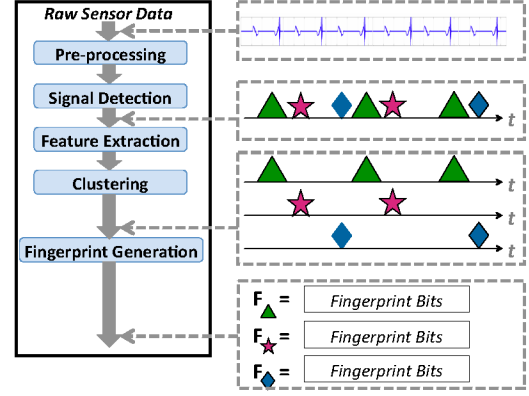 Raw Sensor Data
Pre-processing
Signal Detection
t
Feature Extraction
t
Clustering
t
t
Fingerprint Generation
F = Fingerprint Bits
F = Fingerprint Bits
F = Fingerprint Bits